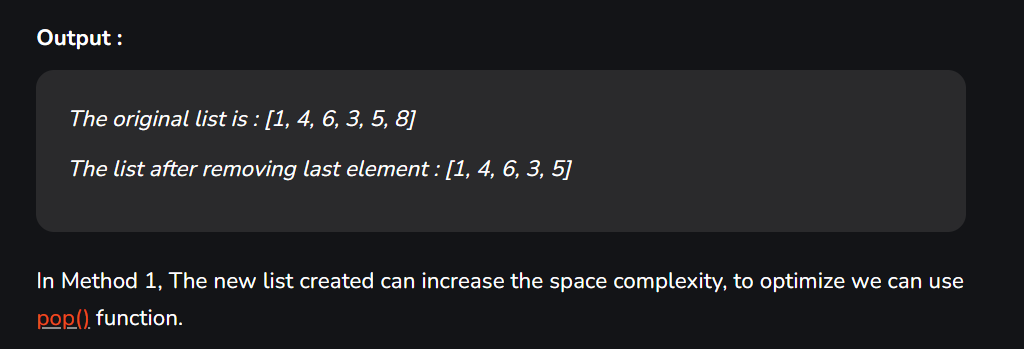 Output :
The original list is : [1, 4, 6, 3, 5, 8]
The list after removing last element : [1, 4, 6, 3, 5]
In Method 1, The new list created can increase the space complexity, to optimize we can use
pop() function.